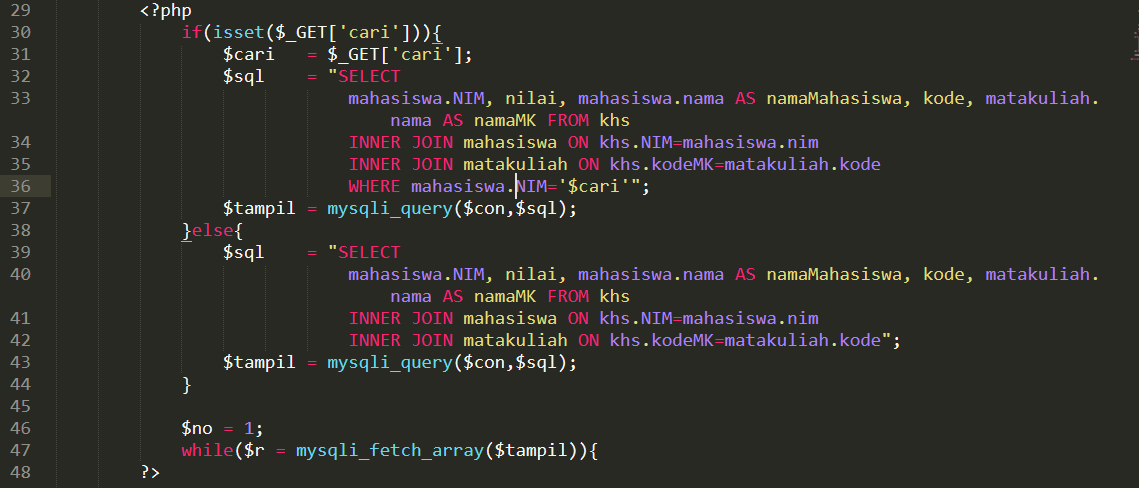 29 <?php
30 if(isset($_GET['cari'])){
31 $cari = $_GET['cari'];
32 $sql = "SELECT
33 mahasiswa.NIM, nilai, mahasiswa.nama AS namaMahasiswa, kode, matakuliah.
nama AS namaMK FROM khs
34 INNER JOIN mahasiswa ON khs.NIM=mahasiswa.nim
35 INNER JOIN matakuliah ON khs.kodeMK=matakuliah.kode
36 WHERE mahasiswa.NIM='$cari'";
37 $tampil = mysqli_query($con,$sql);
38 }else{
39 $sql = "SELECT
40 mahasiswa.NIM, nilai, mahasiswa.nama AS namaMahasiswa, kode, matakuliah.
nama AS namaMK FROM khs
41 INNER JOIN mahasiswa ON khs.NIM=mahasiswa.nim
42 INNER JOIN matakuliah ON khs.kodeMK=matakuliah.kode";
43 $tampil = mysqli_query($con,$sql);
44 }
45
46 $no = 1;
47 while($r = mysqli_fetch_array($tampil)){
48 ?>